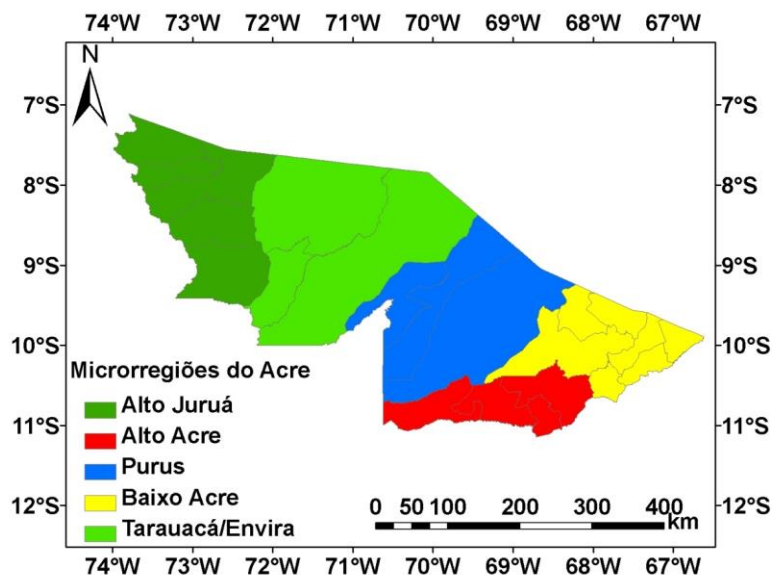 74°W 73°W 72°W 71°W 70°W 69°W 68°W 67°W
N
7°S 7°S
8°S 8°S
9°S 9°S
10°S 10°S
Microrregiões do Acre
Alto Juruá
11°S 11°S
Alto Acre
Purus
12°S 12°S
Baixo Acre
0 50 100 200 300 400
km
Tarauacá/Envira
74°W 73°W 72°W 71°W 70°W 69°W 68°W 67°W